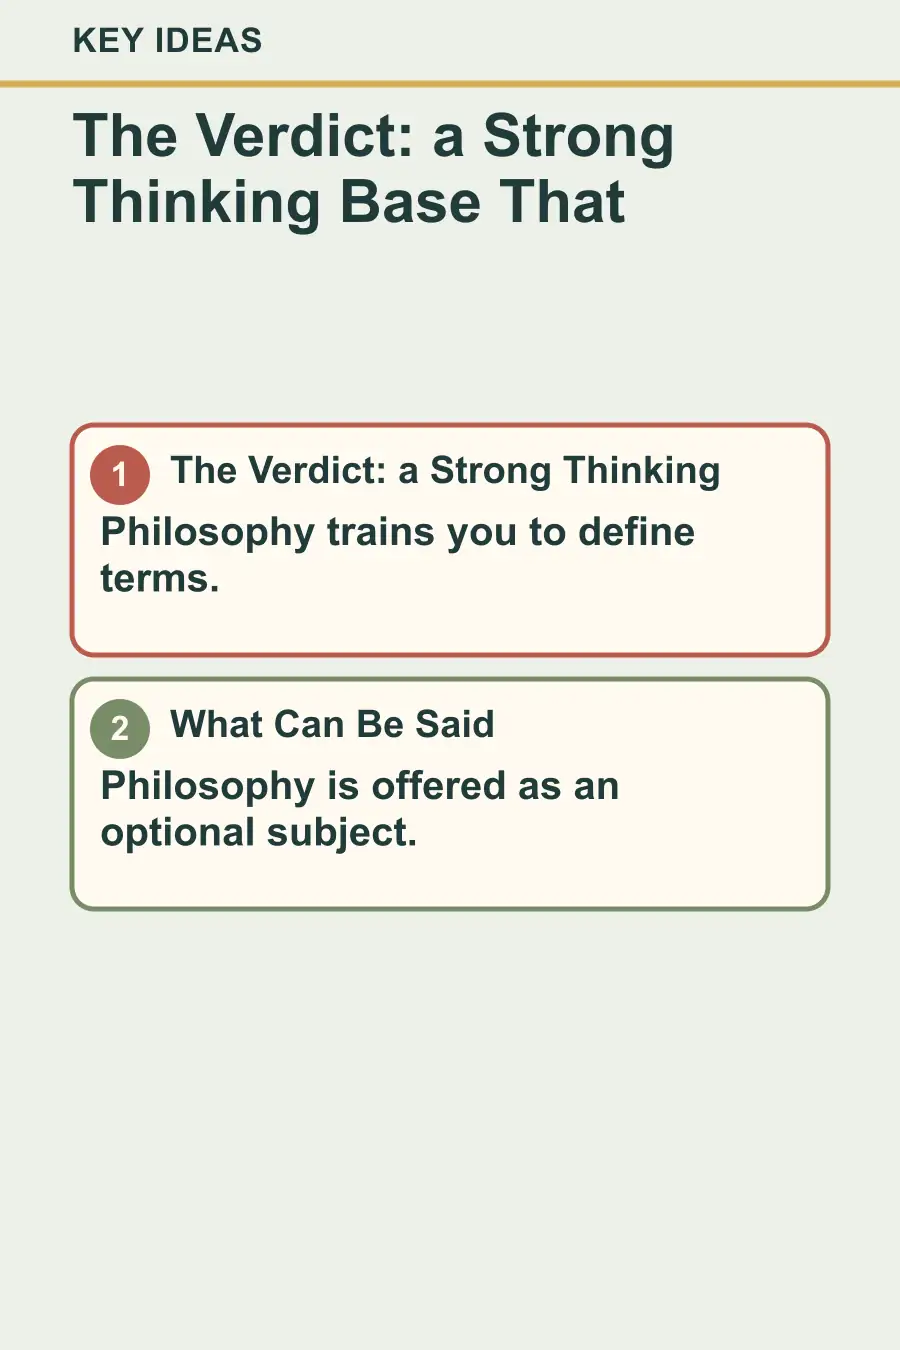 KEY IDEAS
The Verdict: a Strong
Thinking Base That
1
The Verdict: a Strong Thinking
Philosophy trains you to define
terms.
2
What Can Be Said
Philosophy is offered as an
optional subject.